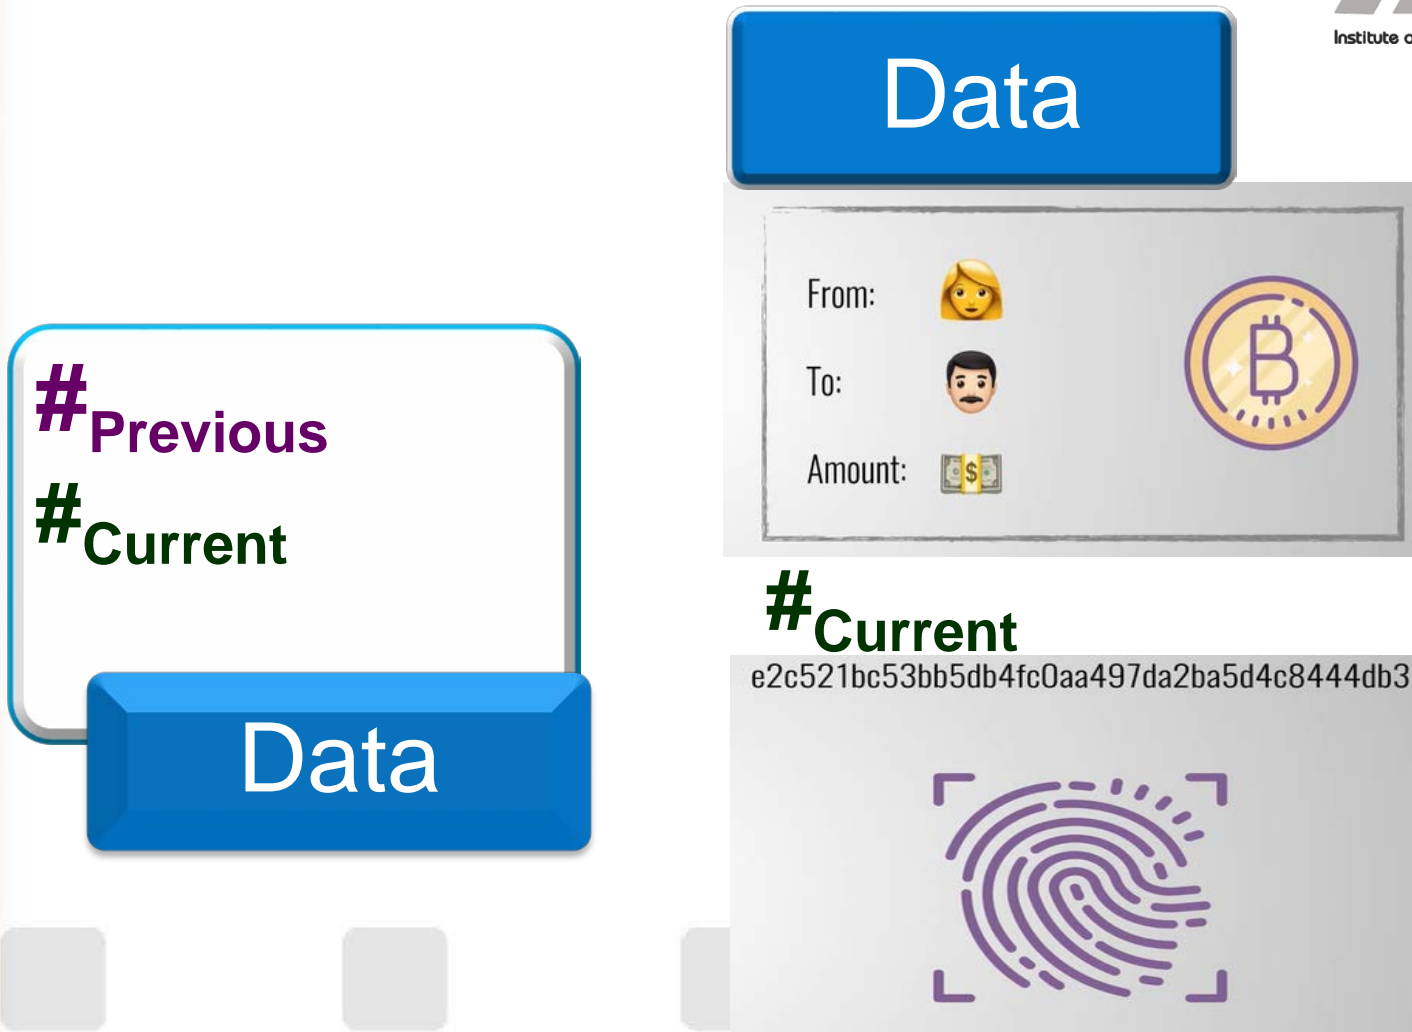 Institute o
Data
From:
To:
Amount:
#Previous
#Current
#Current
e2c521bc53bb5db4fc0aa497da2ba5d4c8444db3
Data